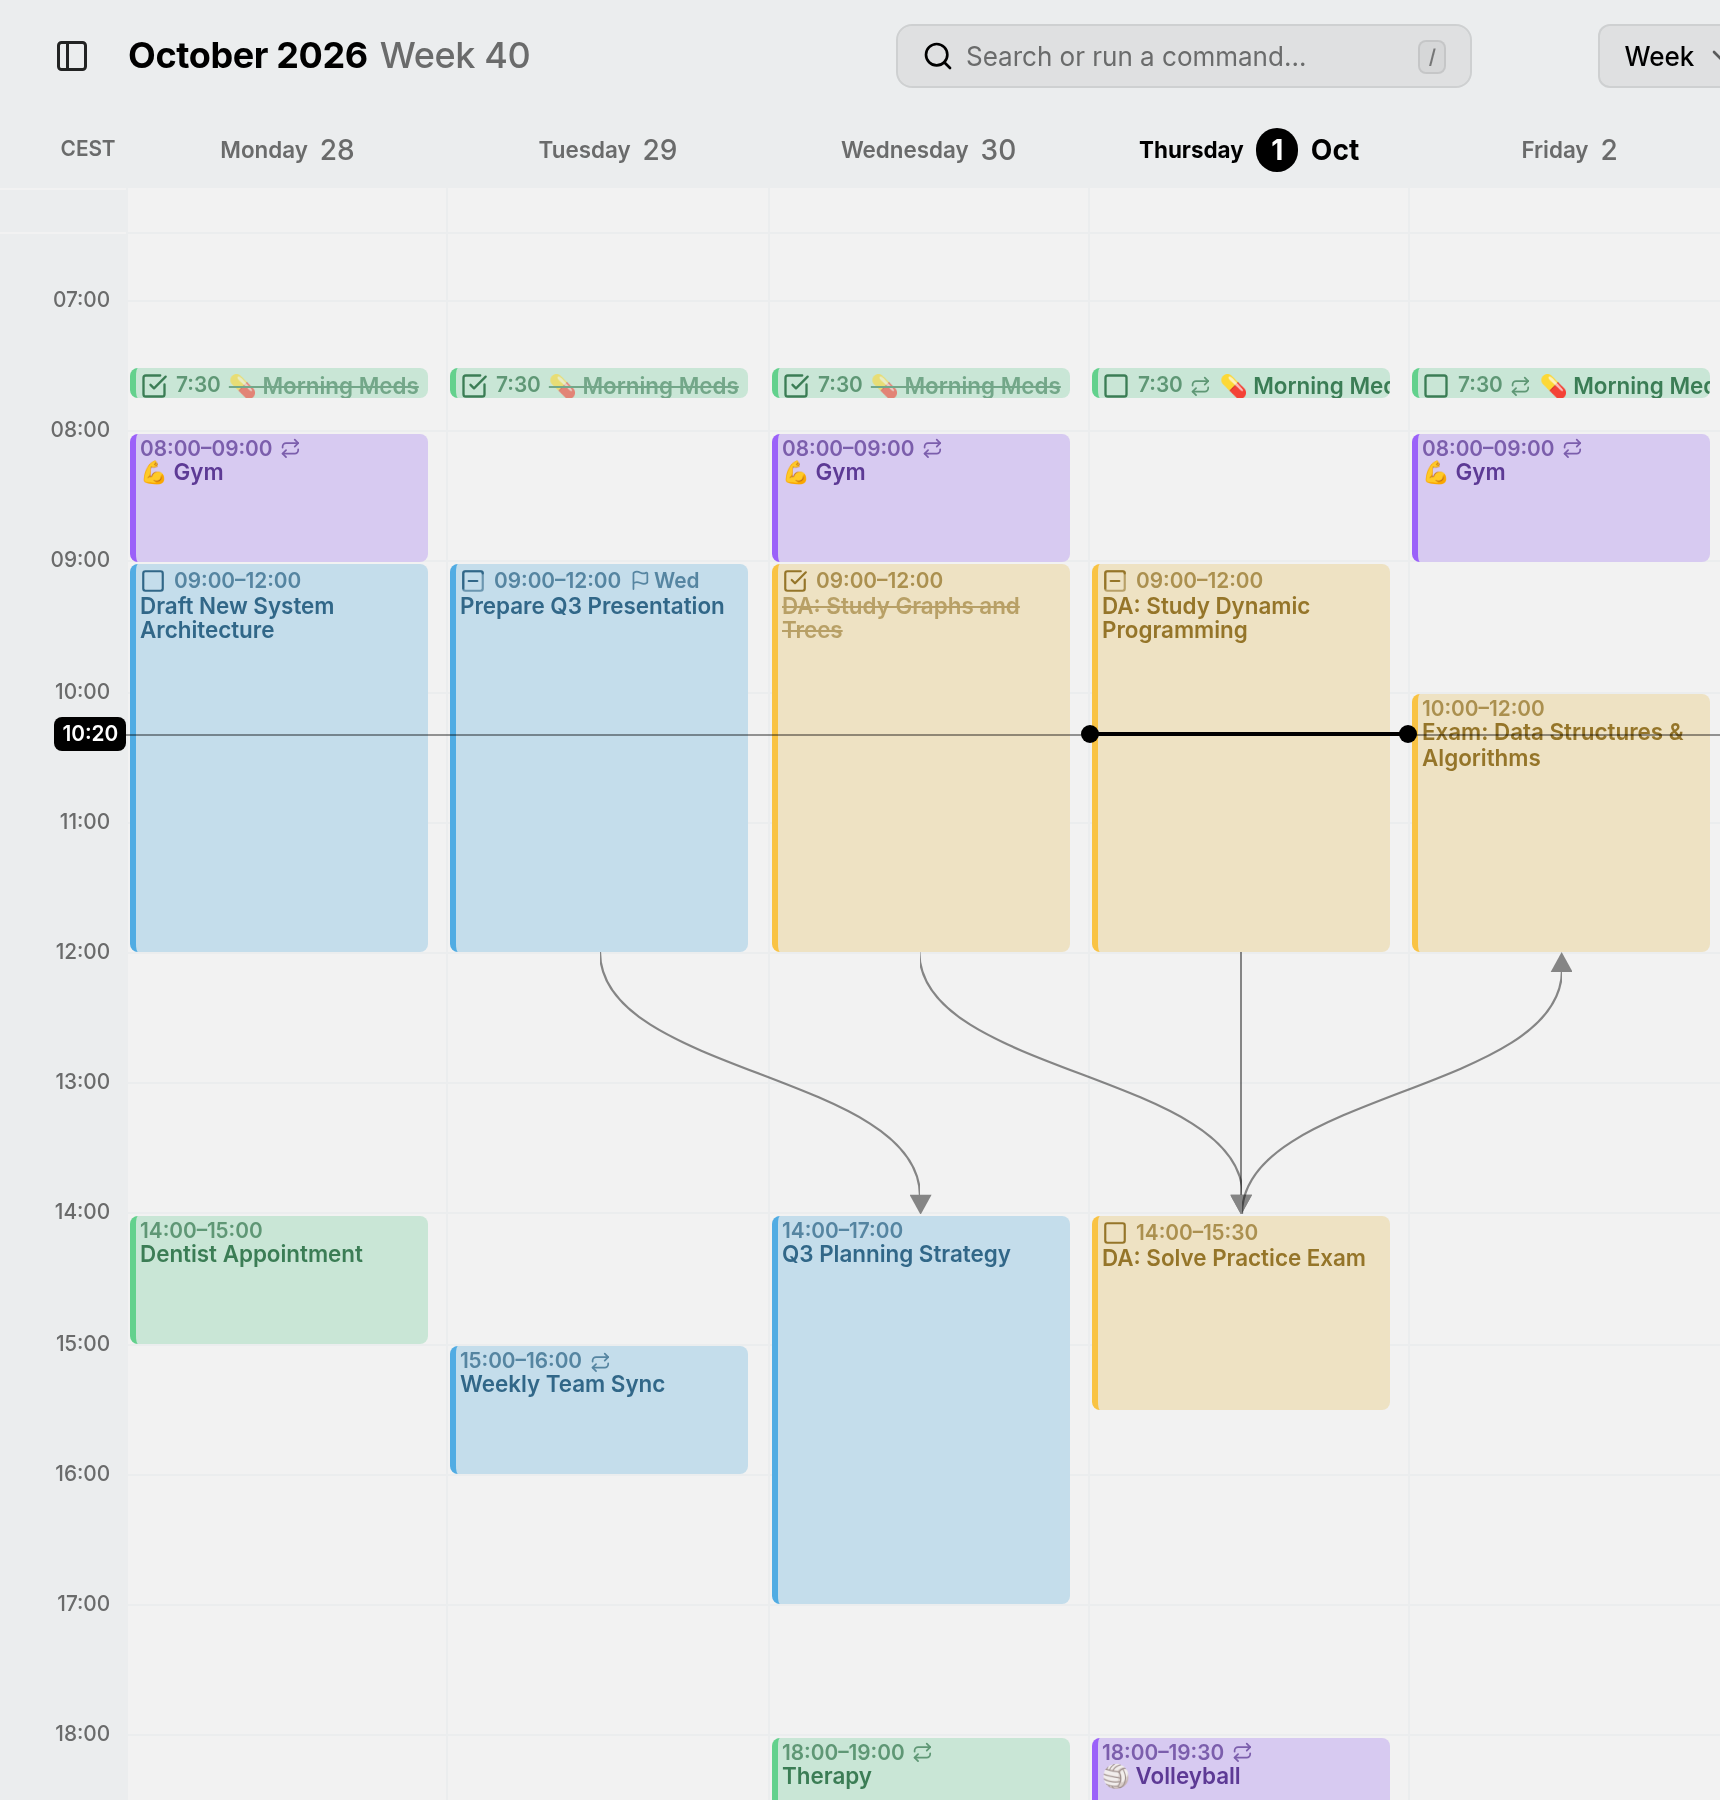 October 2026 Week 40
Search or run a command...
/
Week
CEST
Monday 28
Tuesday 29
Wednesday 30
Thursday 1 Oct
Friday 2
07:00
7:30 Morning Meds
7:30 Morning Meds
7:30 Morning Meds
7:30 Morning Med
7:30 Morning Med
08:00
08:00–09:00
Gym
08:00–09:00
Gym
08:00–09:00
Gym
09:00
09:00–12:00
Draft New System
Architecture
09:00–12:00 Wed
Prepare Q3 Presentation
09:00–12:00
DA: Study Graphs and
Trees
09:00–12:00
DA: Study Dynamic
Programming
10:00
10:00–12:00
Exam: Data Structures &
Algorithms
10:20
11:00
12:00
13:00
14:00
14:00–15:00
Dentist Appointment
14:00–17:00
Q3 Planning Strategy
14:00–15:30
DA: Solve Practice Exam
15:00
15:00–16:00
Weekly Team Sync
16:00
17:00
18:00
18:00–19:00
Therapy
18:00–19:30
Volleyball